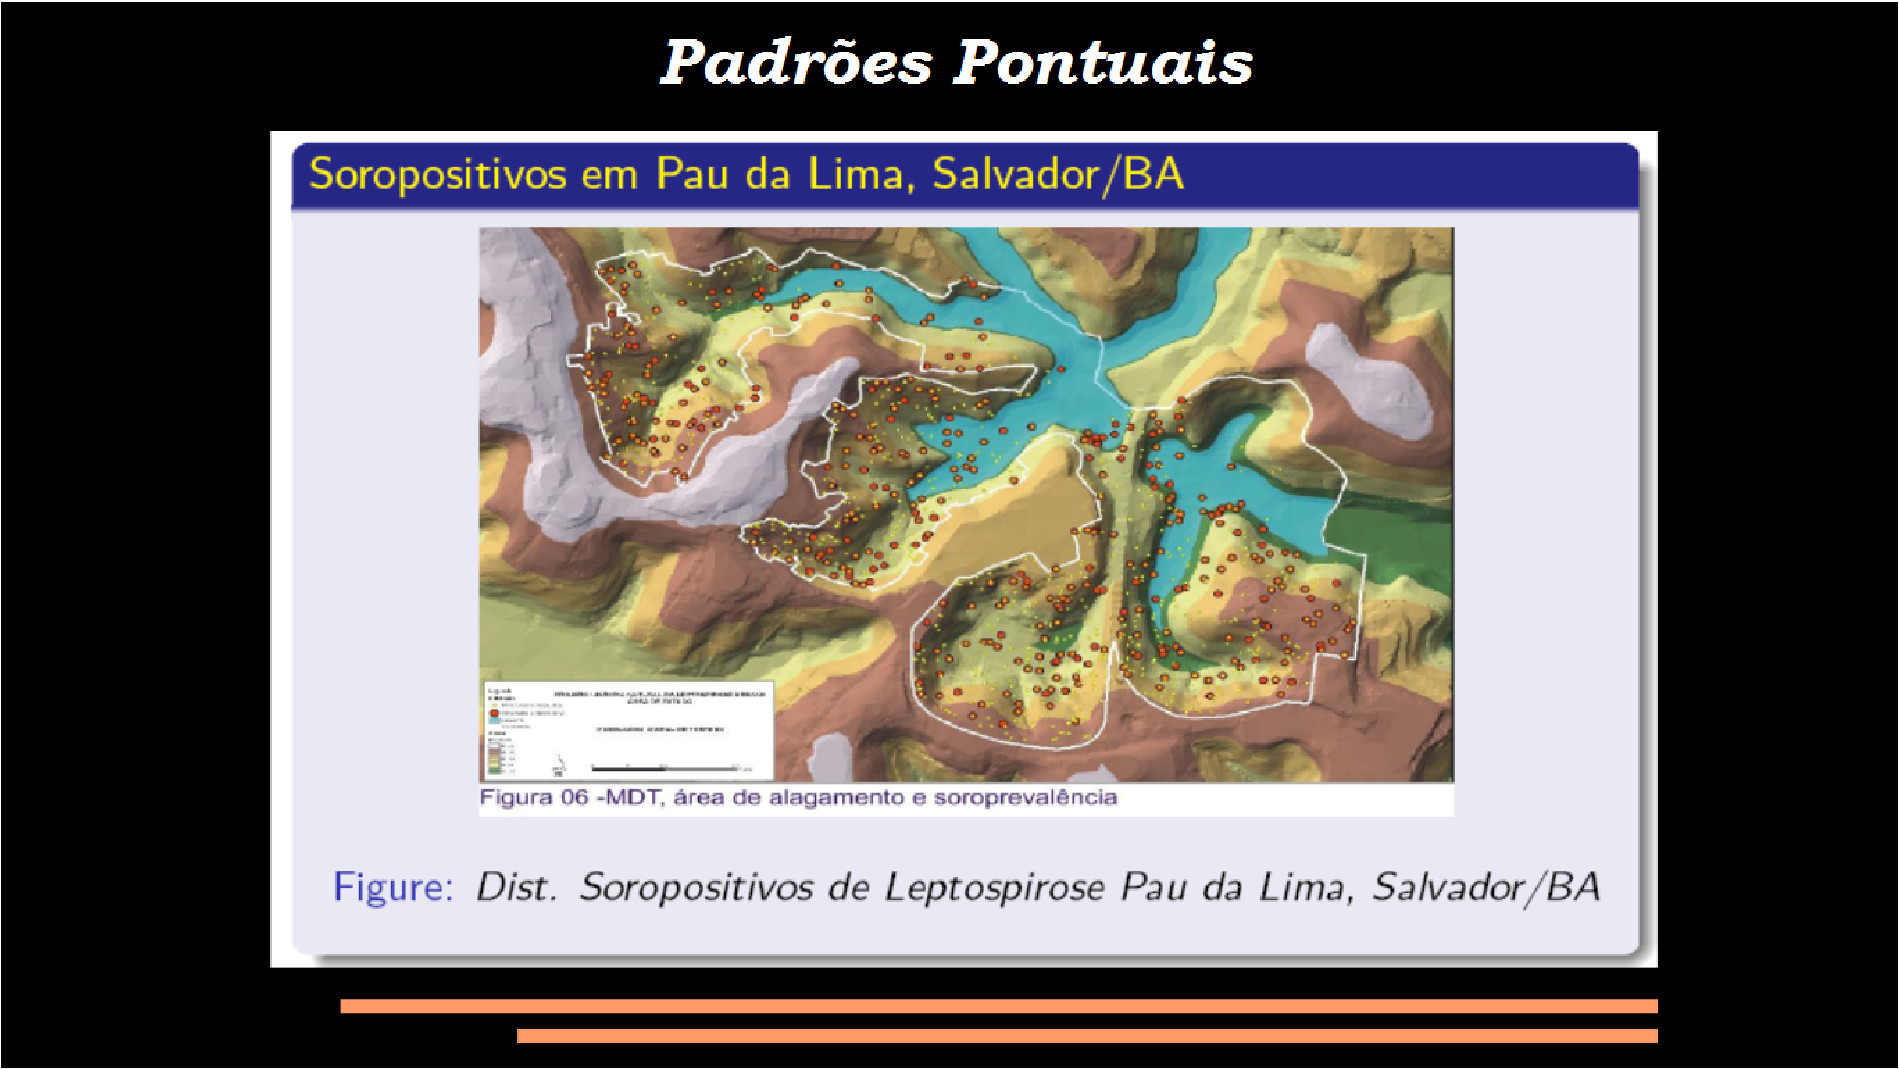 Padrões Pontuais
Soropositivos em Pau da Lima, Salvador/BA
Figura 06 -MDT, área de alagamento e soroprevalência
Figure: Dist. Soropositivos de Leptospirose Pau da Lima, Salvador/BA